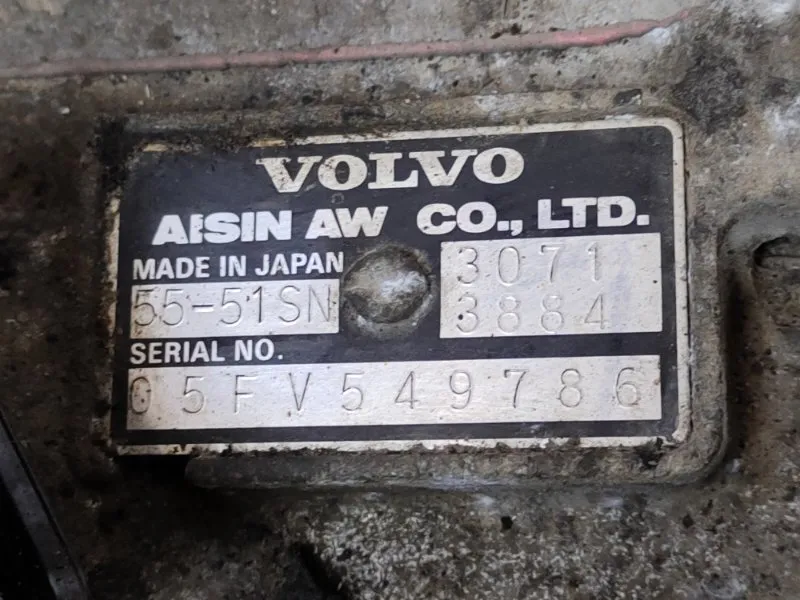 VOLVO
AISIN AW CO., LTD.
MADE IN JAPAN
55-51SN
3071
3884
SERIAL NO.
05FV549786